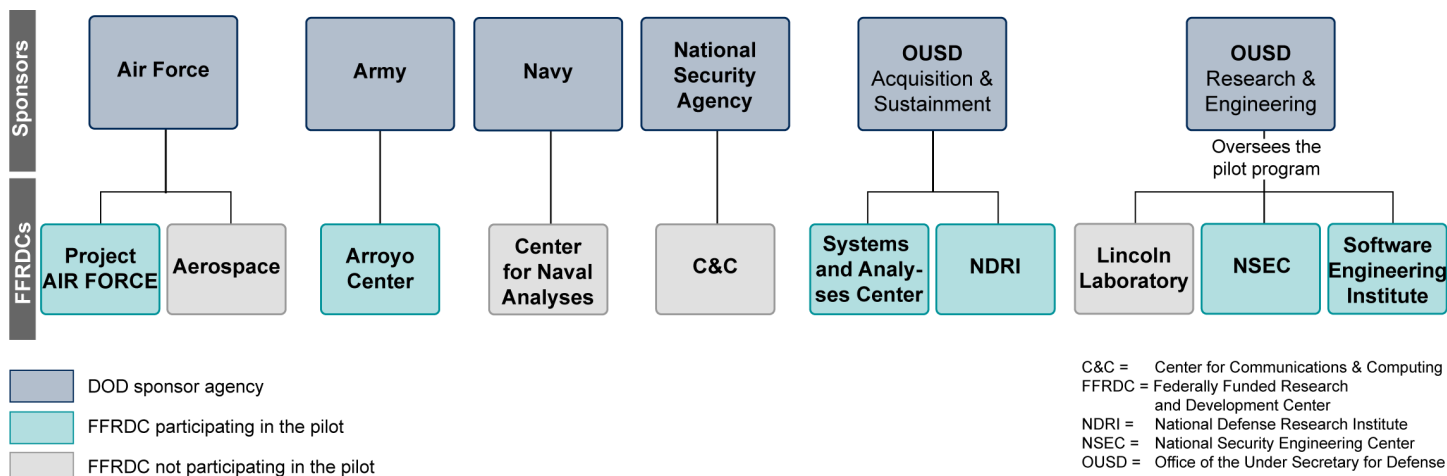 Sponsors
Air Force
Army
Navy
National
Security
Agency
OUSD
Acquisition &
Sustainment
OUSD
Research &
Engineering
Oversees the
pilot program
FFRDCs
Project
AIR FORCE
Aerospace
Arroyo
Center
Center
for Naval
Analyses
C&C
Systems
and Analy-
ses Center
NDRI
Lincoln
Laboratory
NSEC
Software
Engineering
Institute
DOD sponsor agency
FFRDC participating in the pilot
FFRDC not participating in the pilot
C&C = Center for Communications & Computing
FFRDC = Federally Funded Research
and Development Center
NDRI = National Defense Research Institute
NSEC = National Security Engineering Center
OUSD = Office of the Under Secretary for Defense